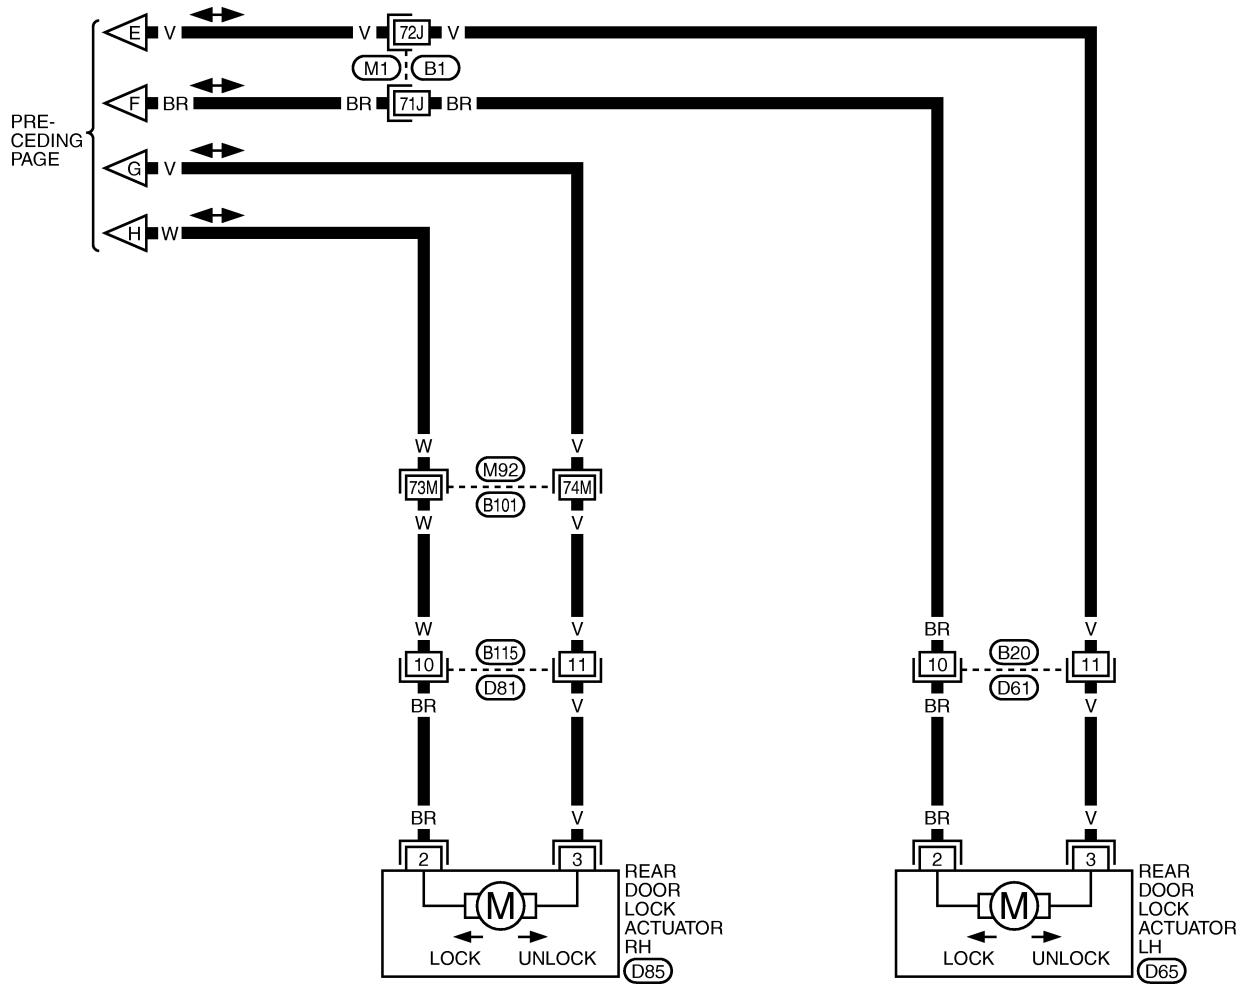 E V V 72J V
M1 B1
F BR BR 71J BR
PRE-
CEDING
PAGE
G V
H W
W V
M92
73M 74M
B101
W V
W V BR V
B115 B20
10 11 10 11
D81 D61
BR V BR V
BR V BR V
2 3 2 3
M M
LOCK UNLOCK
REAR
DOOR
LOCK
ACTUATOR
RH
D85
LOCK UNLOCK
REAR
DOOR
LOCK
ACTUATOR
LH
D65